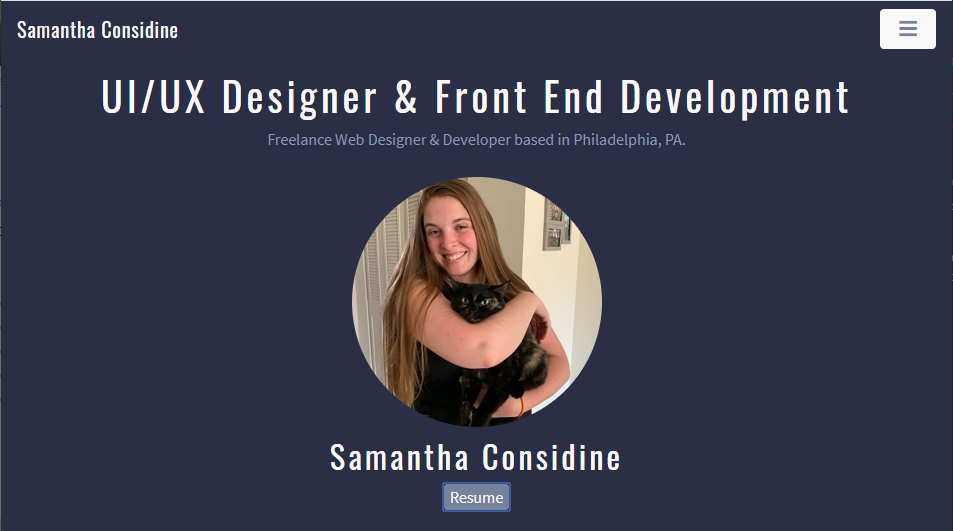 Samantha Considine
UI/UX Designer & Front End Development
Freelance Web Designer & Developer based in Philadelphia, PA.
Samantha Considine
Resume